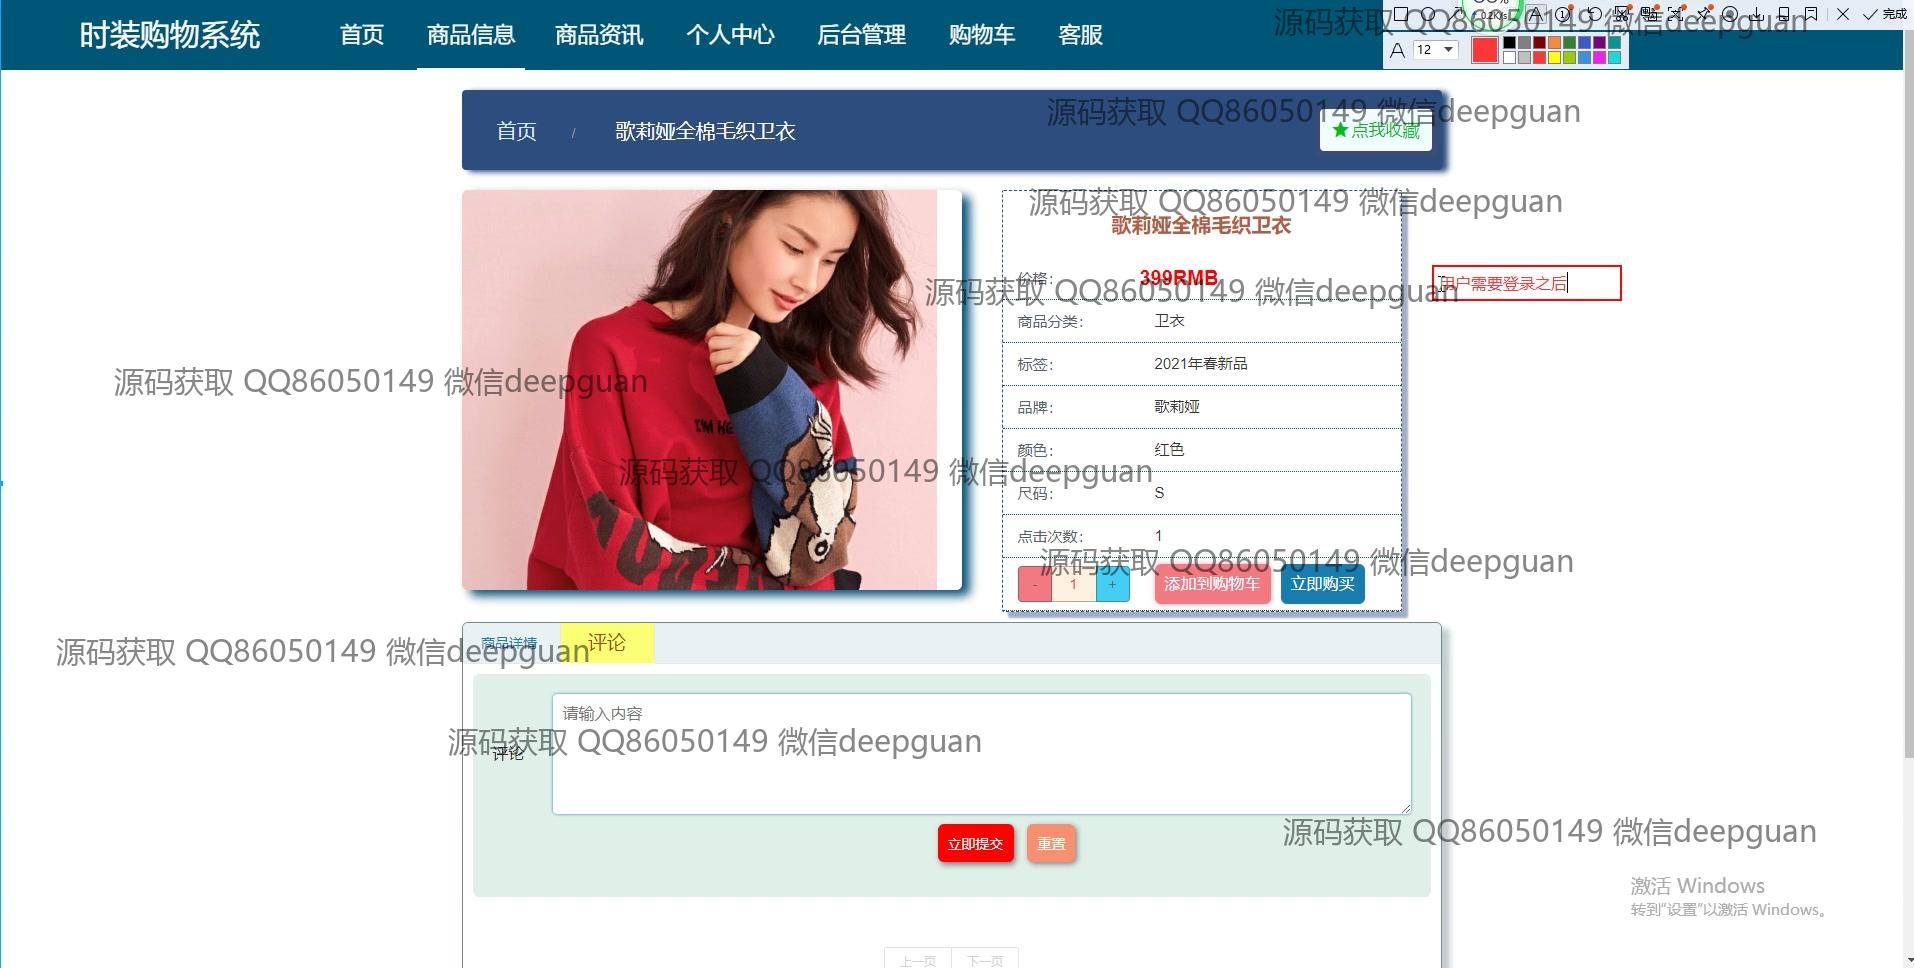 时装购物系统 首页 商品信息 商品资讯 个人中心 后台管理 购物车 客服
源码获取 QQ86050149 微信deepguan
0.2K/s
完成
A 12
源码获取 QQ86050149 微信deepguan
首页 / 歌莉娅全棉毛织卫衣
★点我收藏
源码获取 QQ86050149 微信deepguan
歌莉娅全棉毛织卫衣
价格: 399RMB
用户需要登录之后
源码获取 QQ86050149 微信deepguan
商品分类: 卫衣
标签: 2021年春新品
源码获取 QQ86050149 微信deepguan
品牌: 歌莉娅
I'M HE
颜色: 红色
源码获取 QQ86050149 微信deepguan
尺码: S
点击次数: 1
源码获取 QQ86050149 微信deepguan
- 1 + 添加到购物车 立即购买
商品详情 评论
源码获取 QQ86050149 微信deepguan
请输入内容
源码获取 QQ86050149 微信deepguan
评论
源码获取 QQ86050149 微信deepguan
立即提交 重置
激活 Windows
转到"设置"以激活 Windows。
上一页 下一页